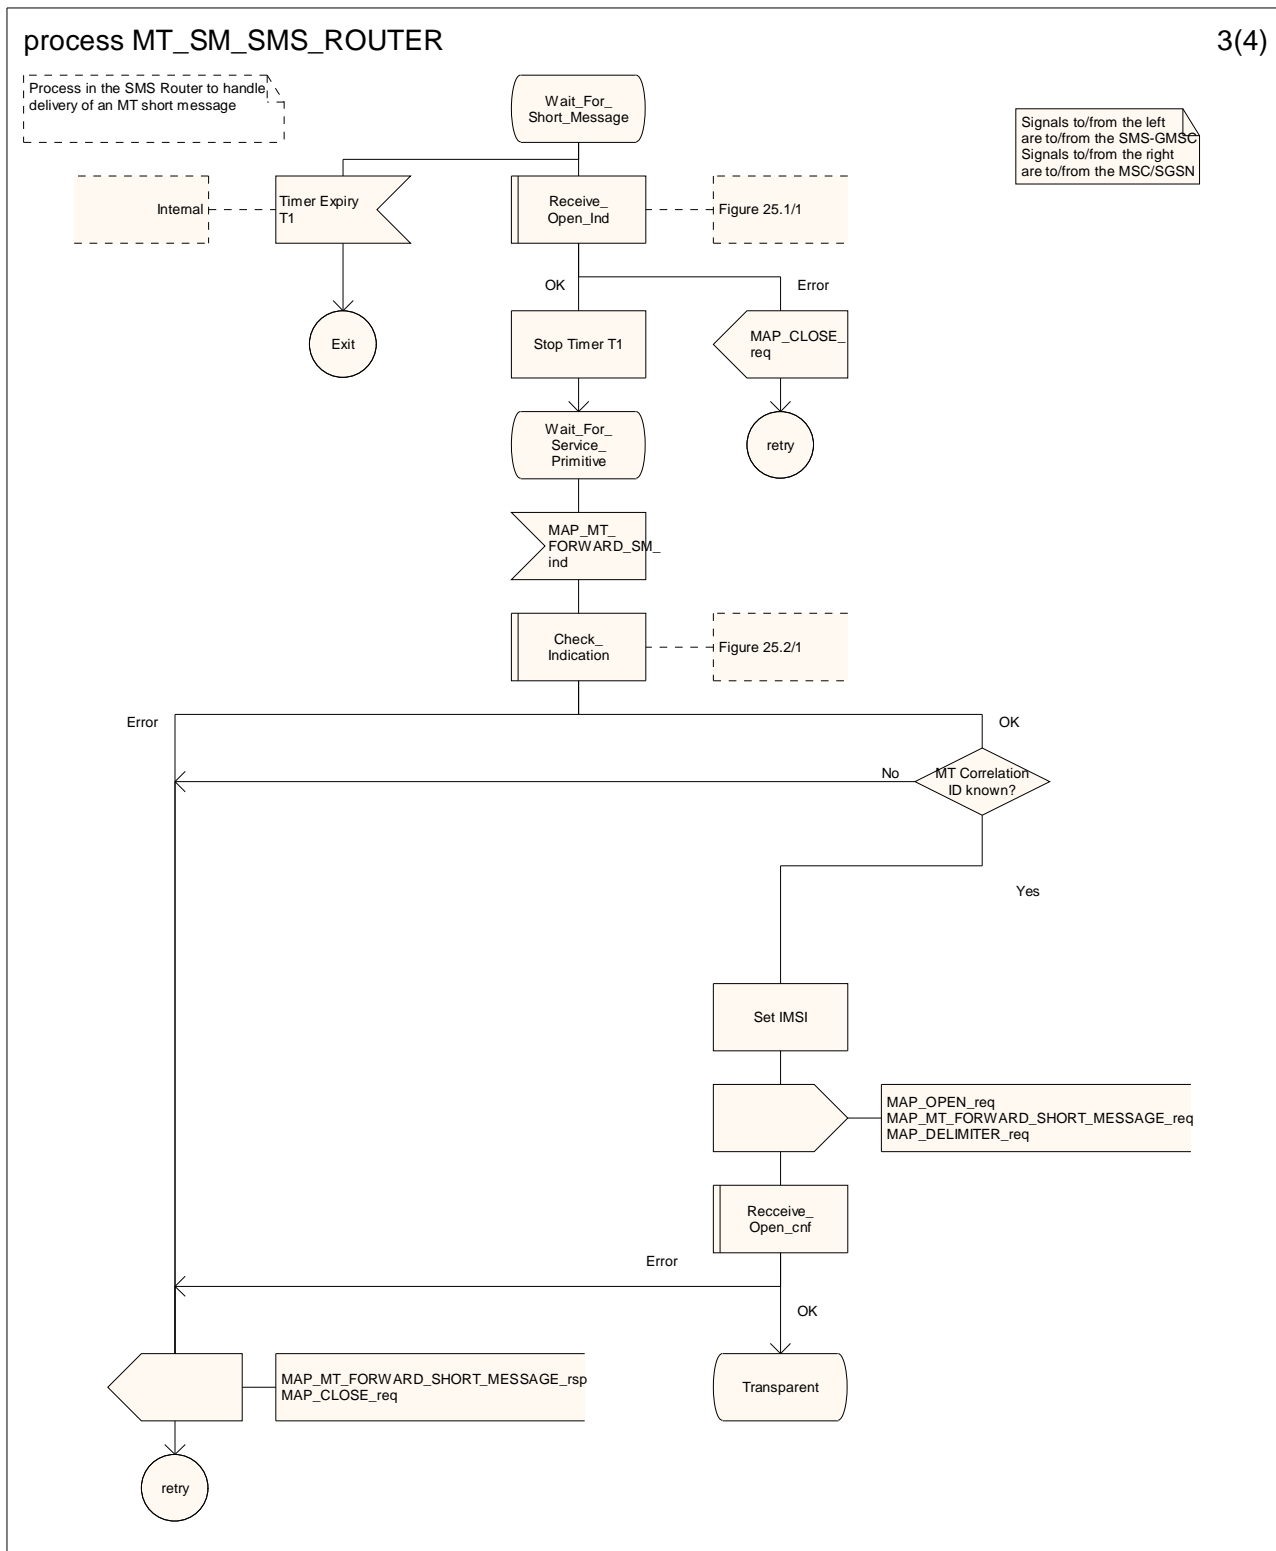 process MT_SM_SMS_ROUTER
3(4)
Process in the SMS Router to handle
delivery of an MT short message
Wait_For_
Short_Message
Signals to/from the left
are to/from the SMS-GMSC
Signals to/from the right
are to/from the MSC/SGSN
Internal
Timer Expiry
T1
Receive_
Open_Ind
Figure 25.1/1
OK
Error
Exit
Stop Timer T1
MAP_CLOSE_
req
Wait_For_
Service_
Primitive
retry
MAP_MT_
FORWARD_SM_
ind
Check_
Indication
Figure 25.2/1
Error
OK
No
MT Correlation
ID known?
Yes
Set IMSI
MAP_OPEN_req
MAP_MT_FORWARD_SHORT_MESSAGE_req
MAP_DELIMITER_req
Recceive_
Open_cnf
Error
OK
MAP_MT_FORWARD_SHORT_MESSAGE_rsp
MAP_CLOSE_req
Transparent
retry